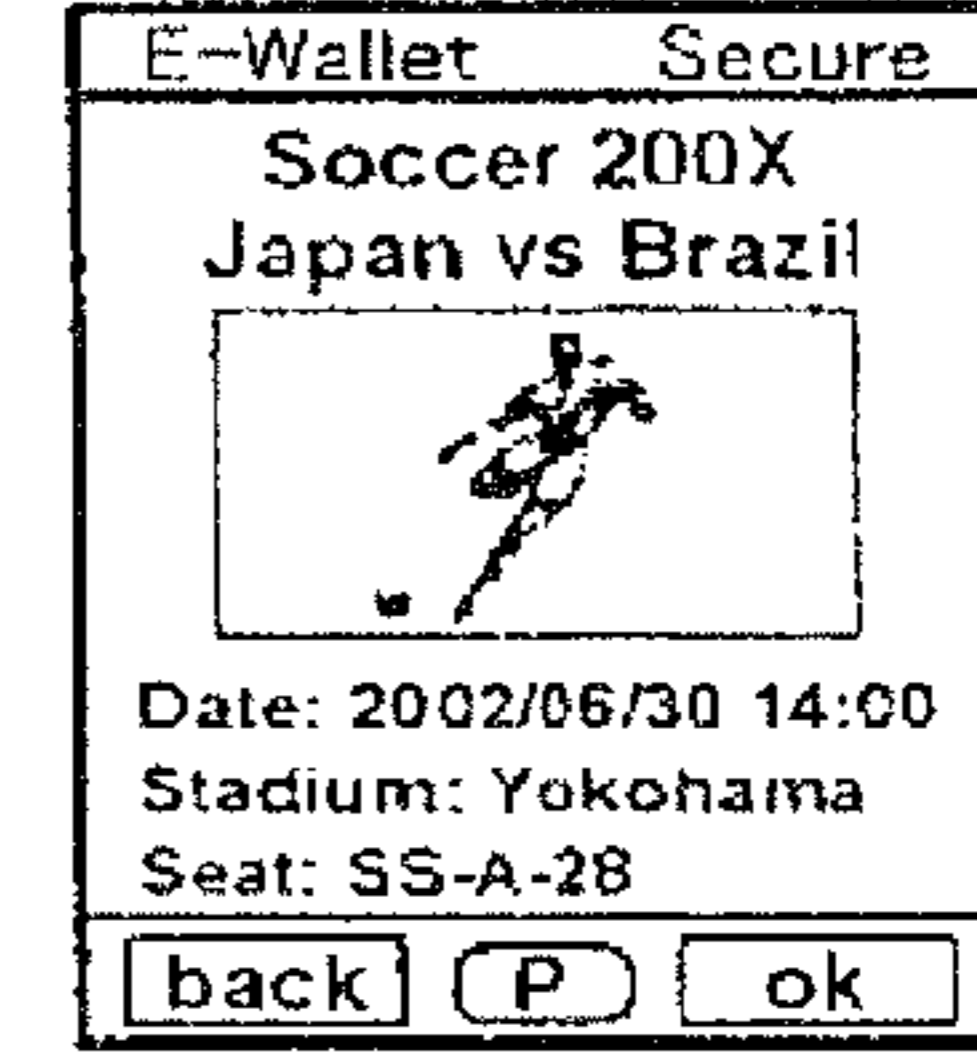 E-Wallet Secure
Soccer 200X
Japan vs Brazil
Date: 2002/06/30 14:00
Stadium: Yokohama
Seat: SS-A-28
back P ok